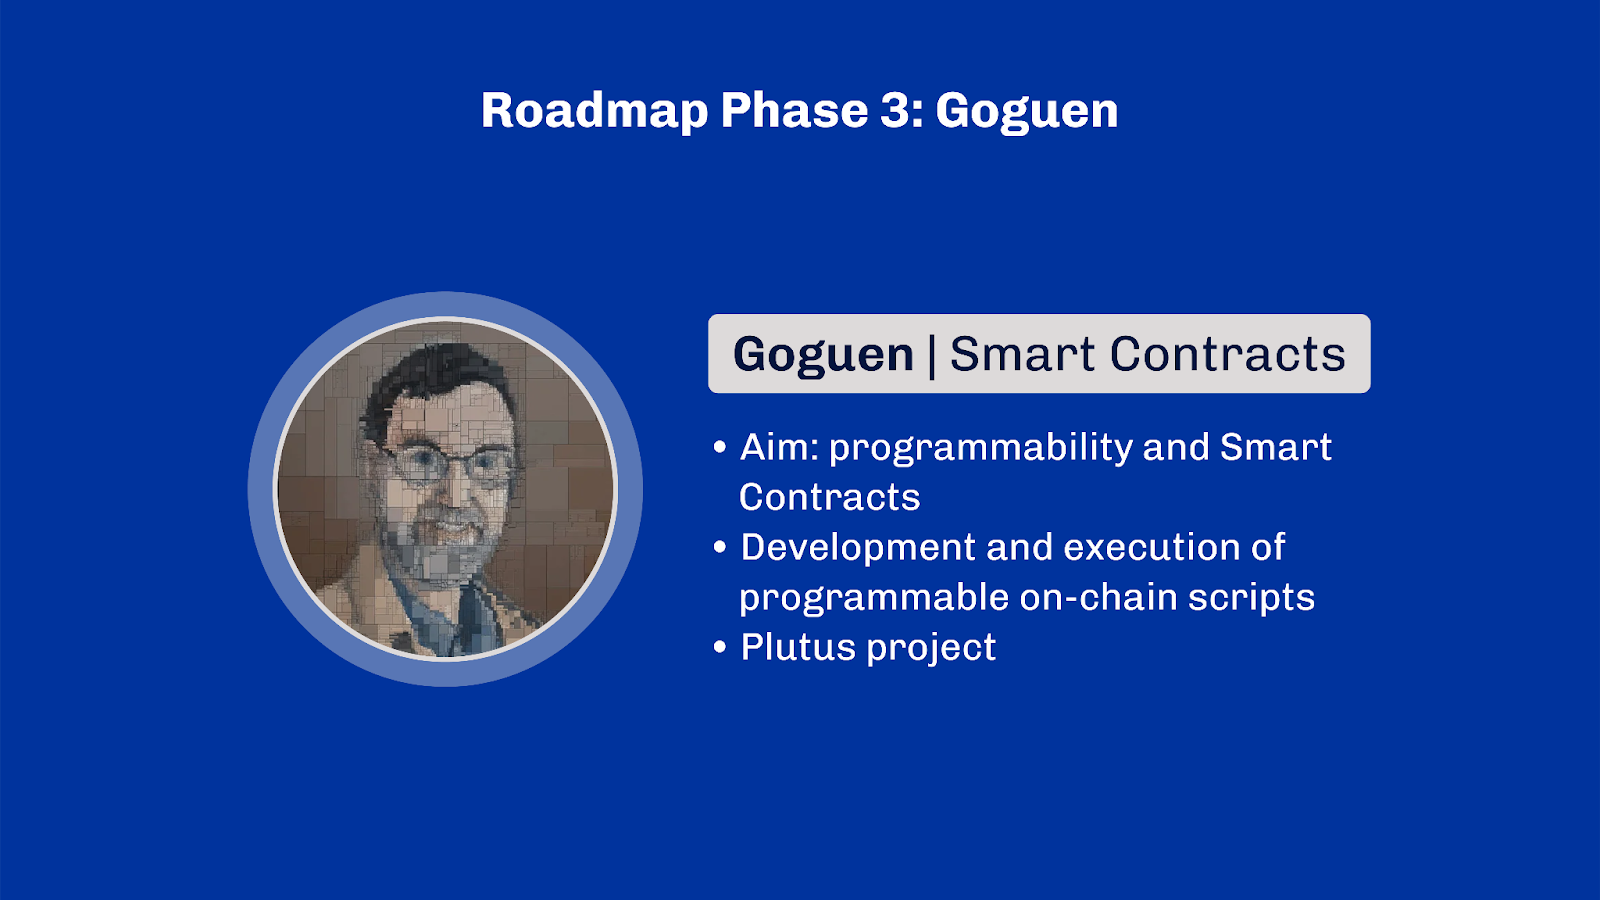 Roadmap Phase 3: Goguen
Goguen | Smart Contracts
• Aim: programmability and Smart
Contracts
• Development and execution of
programmable on-chain scripts
• Plutus project